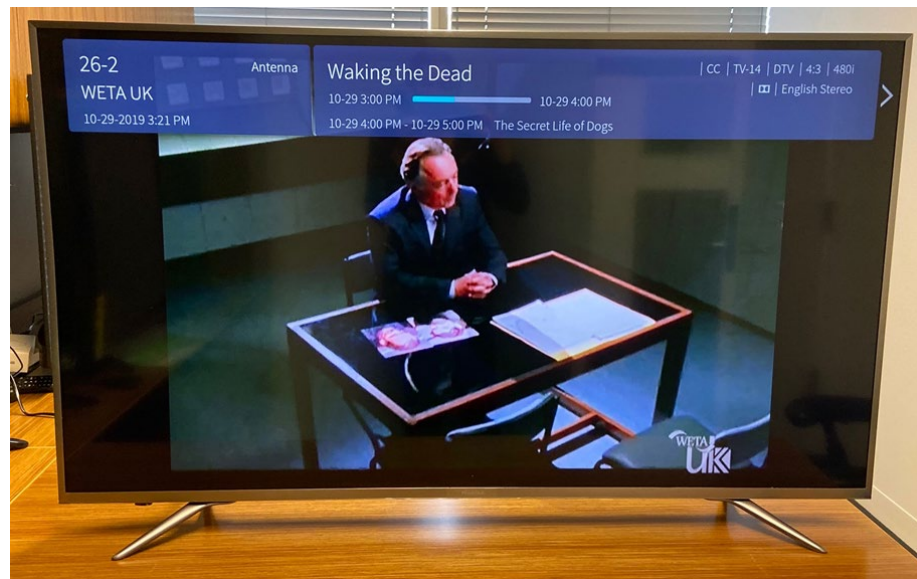 26-2
Antenna
WETA UK
10-29-2019 3:21 PM
Waking the Dead
10-29 3:00 PM
10-29 4:00 PM
10-29 4:00 PM - 10-29 5:00 PM The Secret Life of Dogs
| CC | TV-14 | DTV | 4:3 | 480i
| English Stereo
WETA
UK